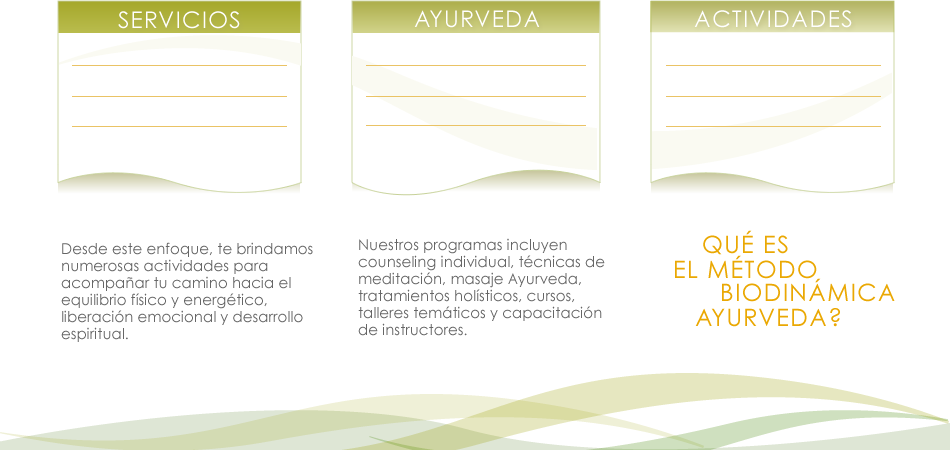 SERVICIOS
AYURVEDA
ACTIVIDADES
Desde este enfoque, te brindamos
numerosas actividades para
acompañar tu camino hacia el
equilibrio físico y energético,
liberación emocional y desarrollo
espiritual.
Nuestros programas incluyen
counseling individual, técnicas de
meditación, masaje Ayurveda,
tratamientos holísticos, cursos,
talleres temáticos y capacitación
de instructores.
QUÉ ES
EL MÉTODO
BIODINÁMICA
AYURVEDA?